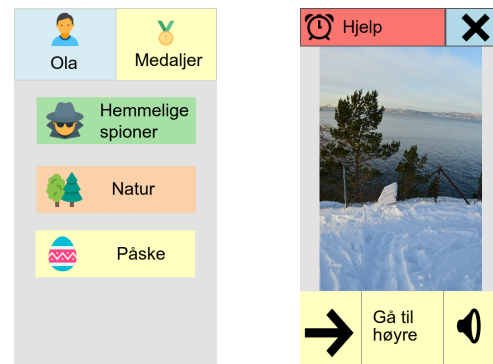 Ola
Medaljer
Hemmelige
spioner
Natur
Påske
Hjelp
Gå til
høyre